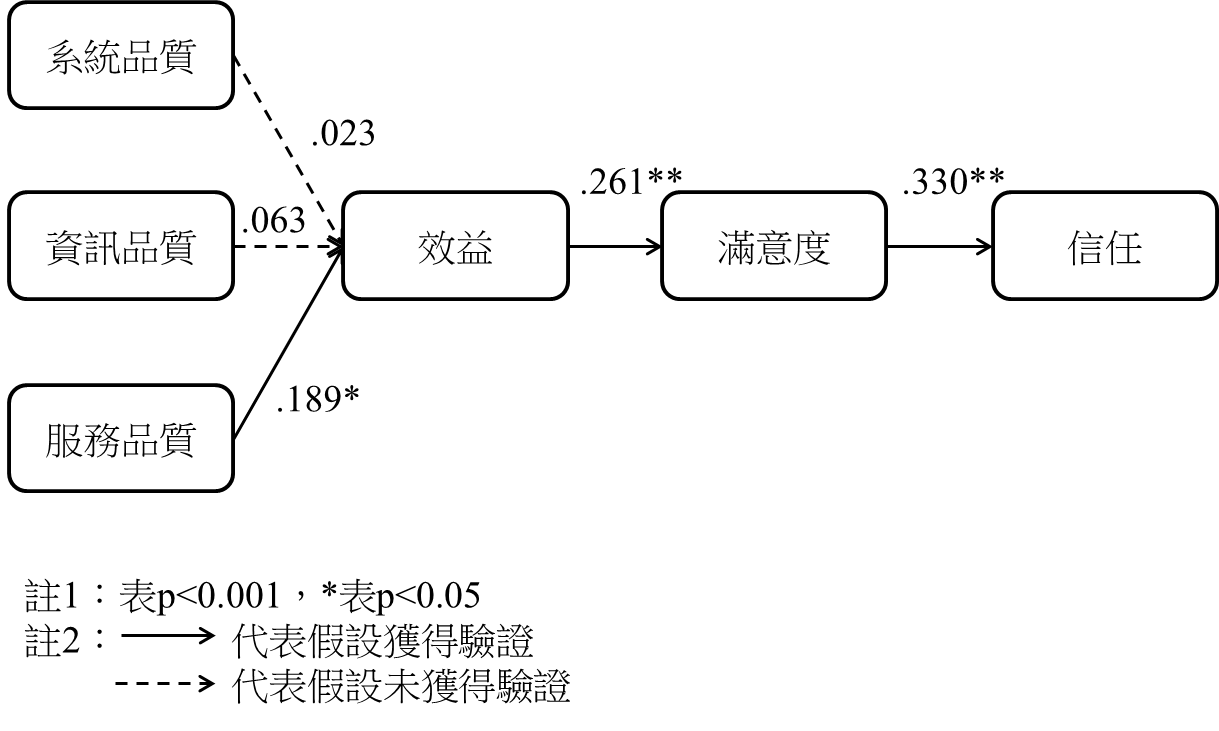 系統品質
.023
資訊品質
.063
效益
.261**
滿意度
.330**
信任
服務品質
.189*
註1：表p<0.001，*表p<0.05
註2：
代表假設獲得驗證
代表假設未獲得驗證